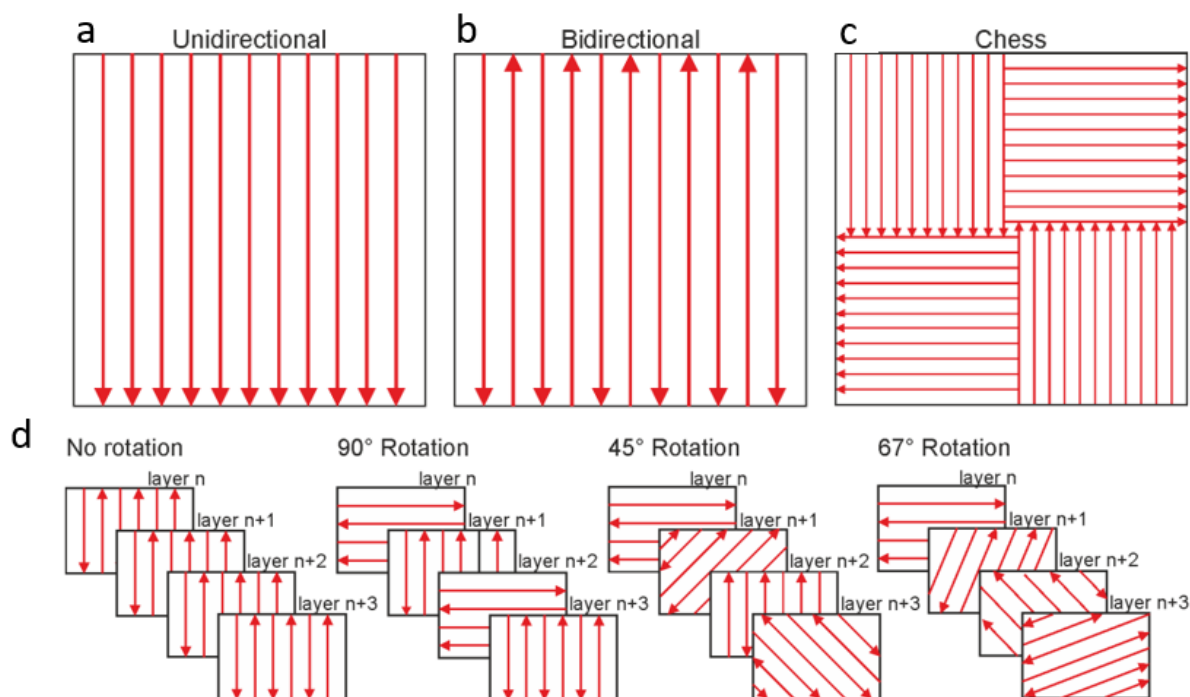 a
Unidirectional
b
Bidirectional
c
Chess
d
No rotation
layer n
layer n+1
layer n+2
layer n+3
90° Rotation
layer n
layer n+1
layer n+2
layer n+3
45° Rotation
layer n
layer n+1
layer n+2
layer n+3
67° Rotation
layer n
layer n+1
layer n+2
layer n+3